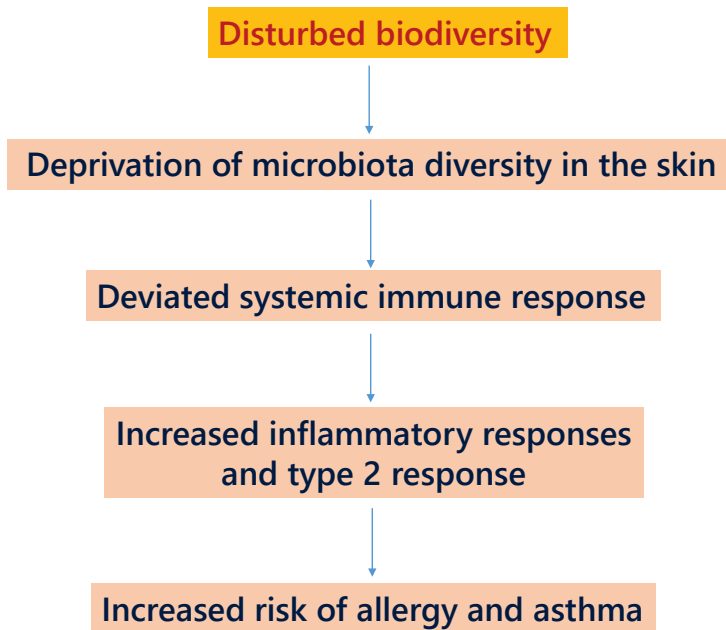 Disturbed biodiversity
Deprivation of microbiota diversity in the skin
Deviated systemic immune response
Increased inflammatory responses
and type 2 response
Increased risk of allergy and asthma